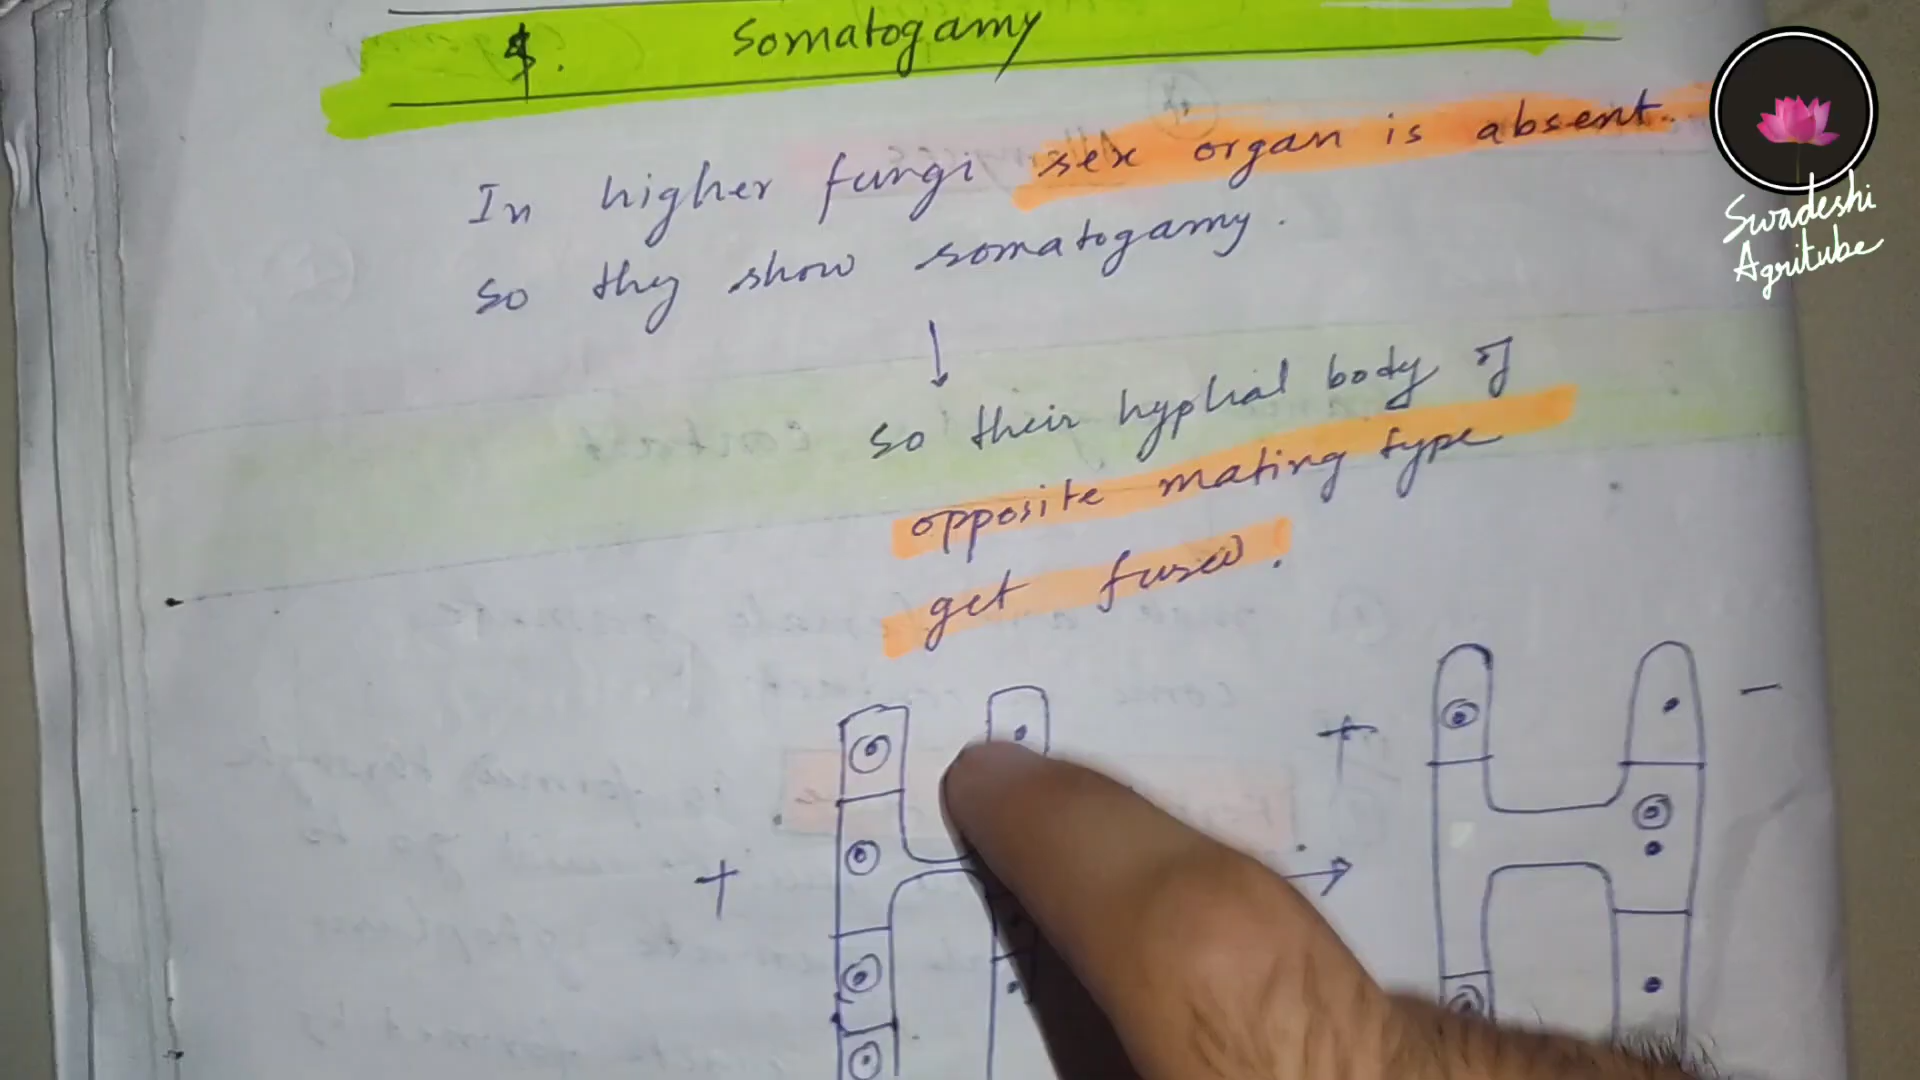 $. Somatogamy
In higher fungi sex organ is absent.
so they show somatogamy.
↓
so their hyphal body of
opposite mating type
get fused.
+ → + −
Swadeshi
Agritube